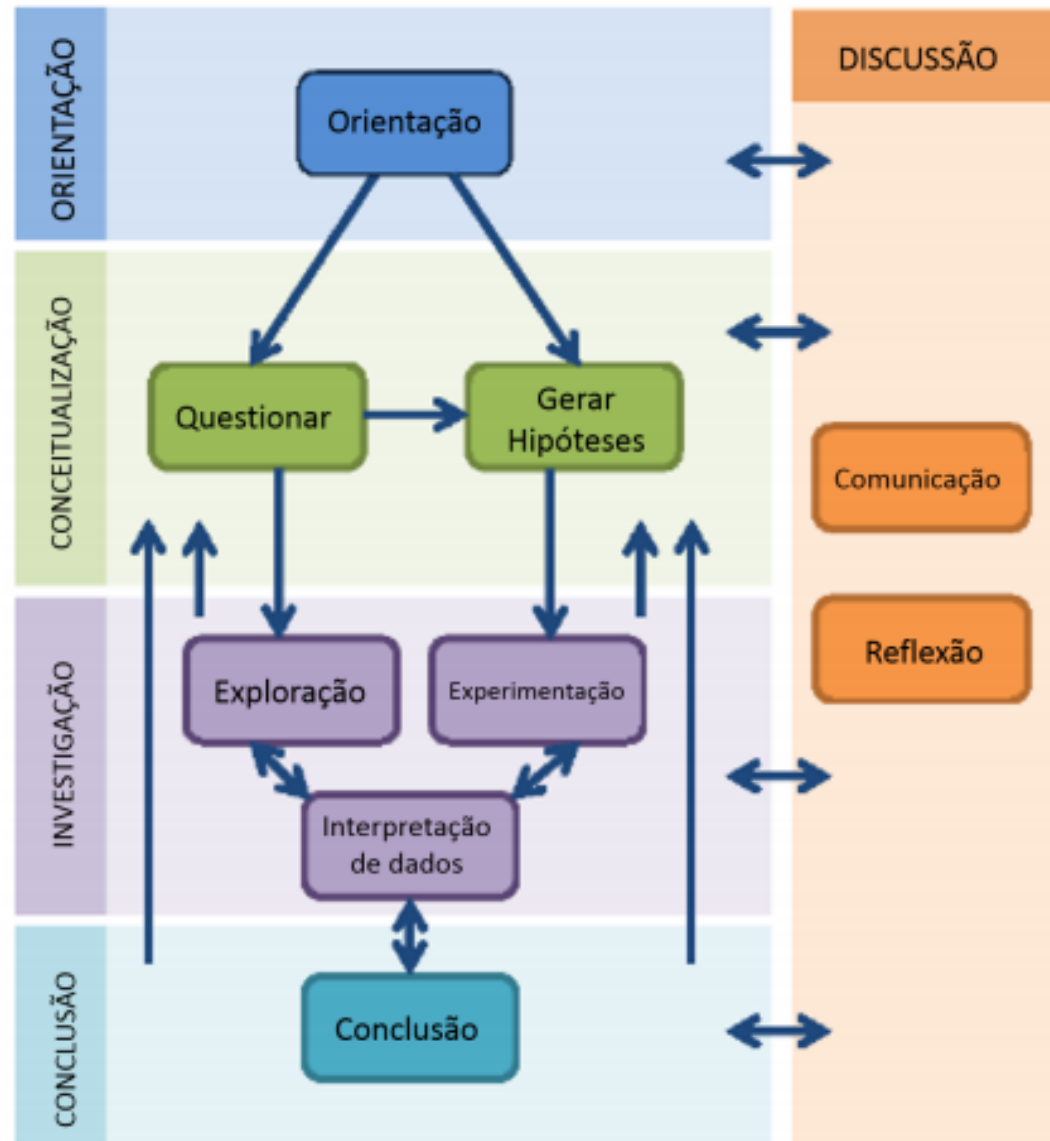 ORIENTAÇÃO
Orientação
DISCUSSÃO
CONCEITUALIZAÇÃO
Questionar
Gerar
Hipóteses
Comunicação
Reflexão
INVESTIGAÇÃO
Exploração
Experimentação
Interpretação
de dados
CONCLUSÃO
Conclusão